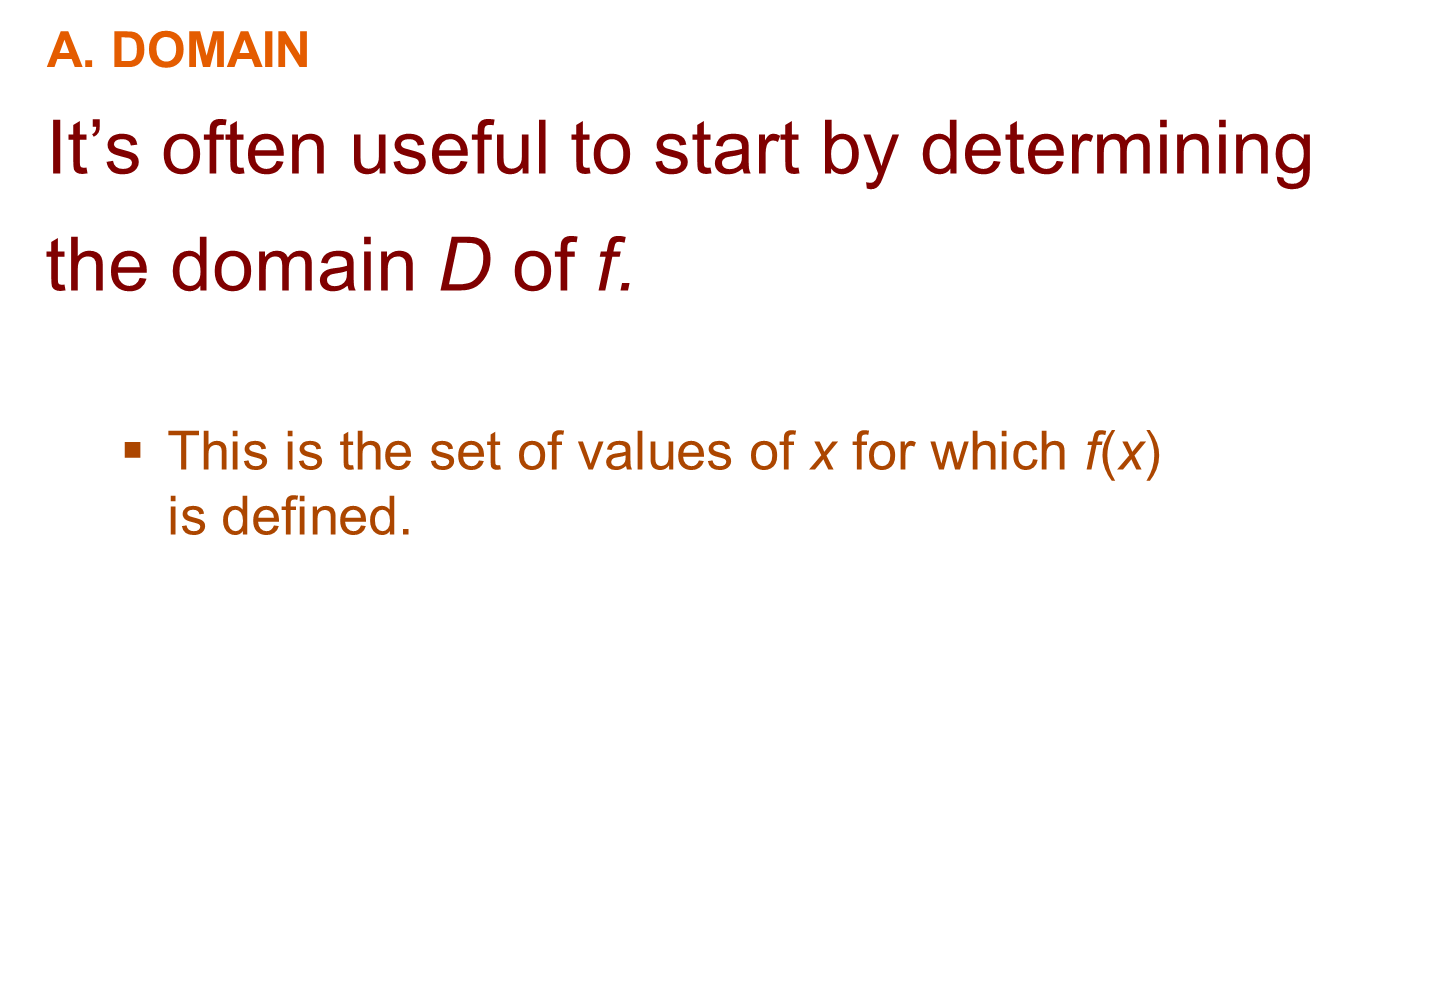 A. DOMAIN
It’s often useful to start by determining
the domain D of f.
▪ This is the set of values of x for which f(x)
is defined.